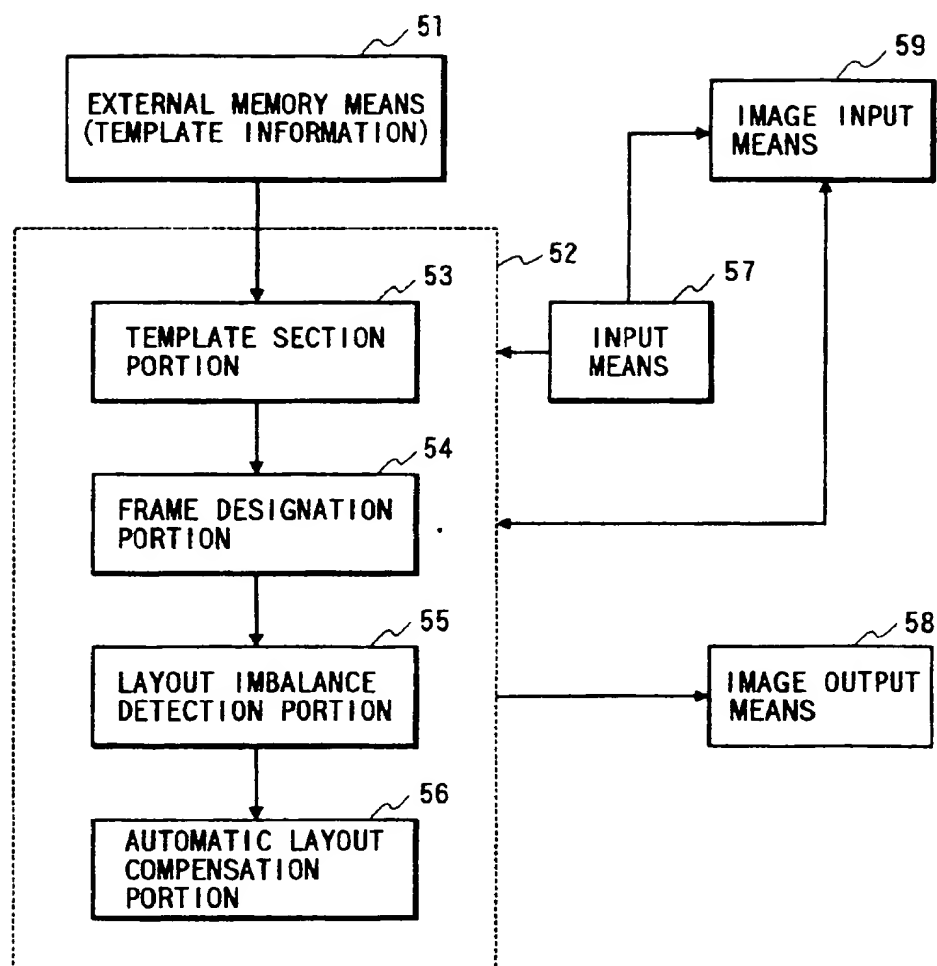 51
EXTERNAL MEMORY MEANS
(TEMPLATE INFORMATION)
59
IMAGE INPUT
MEANS
52
53
TEMPLATE SECTION
PORTION
57
INPUT
MEANS
54
FRAME DESIGNATION
PORTION
55
LAYOUT IMBALANCE
DETECTION PORTION
58
IMAGE OUTPUT
MEANS
56
AUTOMATIC LAYOUT
COMPENSATION
PORTION